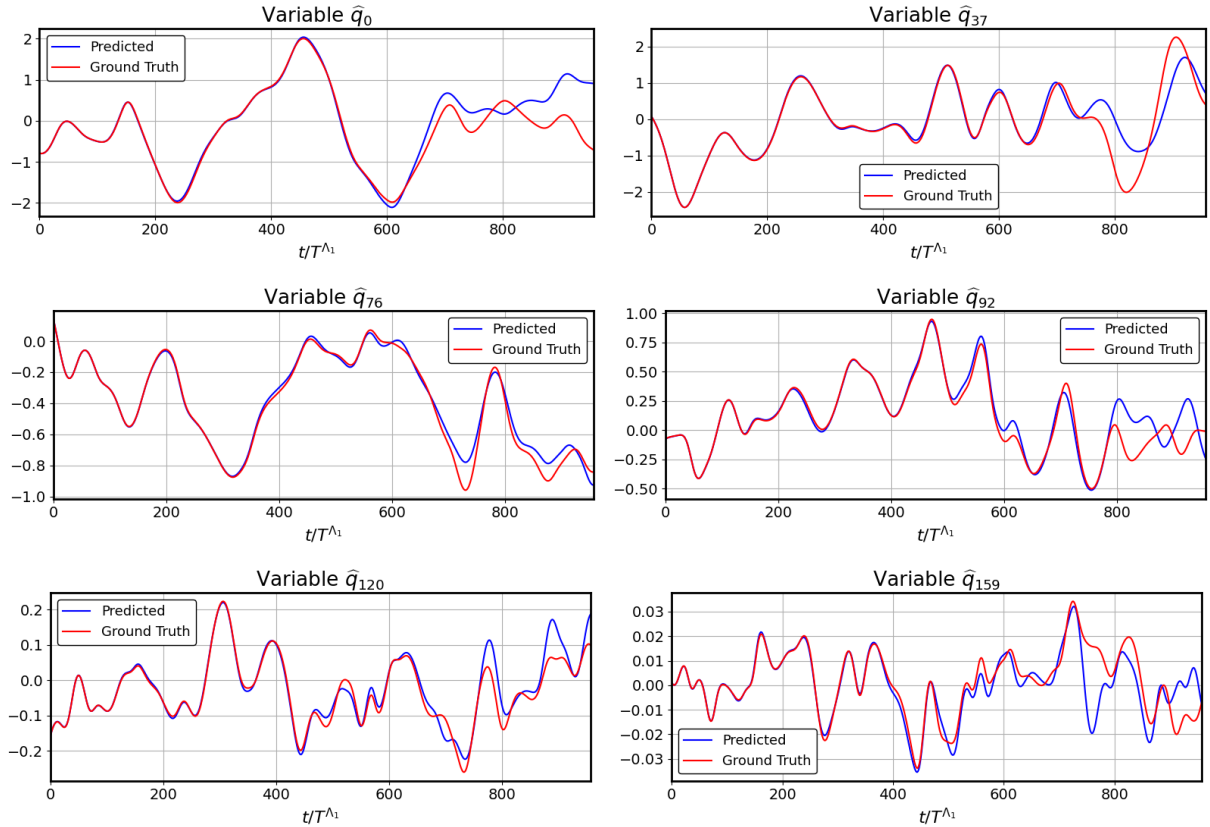 Variable q̂₀
2
1
0
−1
−2
Predicted
Ground Truth
0 200 400 600 800
t/T^Λ₁
Variable q̂₃₇
2
1
0
−1
−2
Predicted
Ground Truth
0 200 400 600 800
t/T^Λ₁
Variable q̂₇₆
0.0
−0.2
−0.4
−0.6
−0.8
−1.0
Predicted
Ground Truth
0 200 400 600 800
t/T^Λ₁
Variable q̂₉₂
1.00
0.75
0.50
0.25
0.00
−0.25
−0.50
Predicted
Ground Truth
0 200 400 600 800
t/T^Λ₁
Variable q̂₁₂₀
0.2
0.1
0.0
−0.1
−0.2
Predicted
Ground Truth
0 200 400 600 800
t/T^Λ₁
Variable q̂₁₅₉
0.03
0.02
0.01
0.00
−0.01
−0.02
−0.03
Predicted
Ground Truth
0 200 400 600 800
t/T^Λ₁